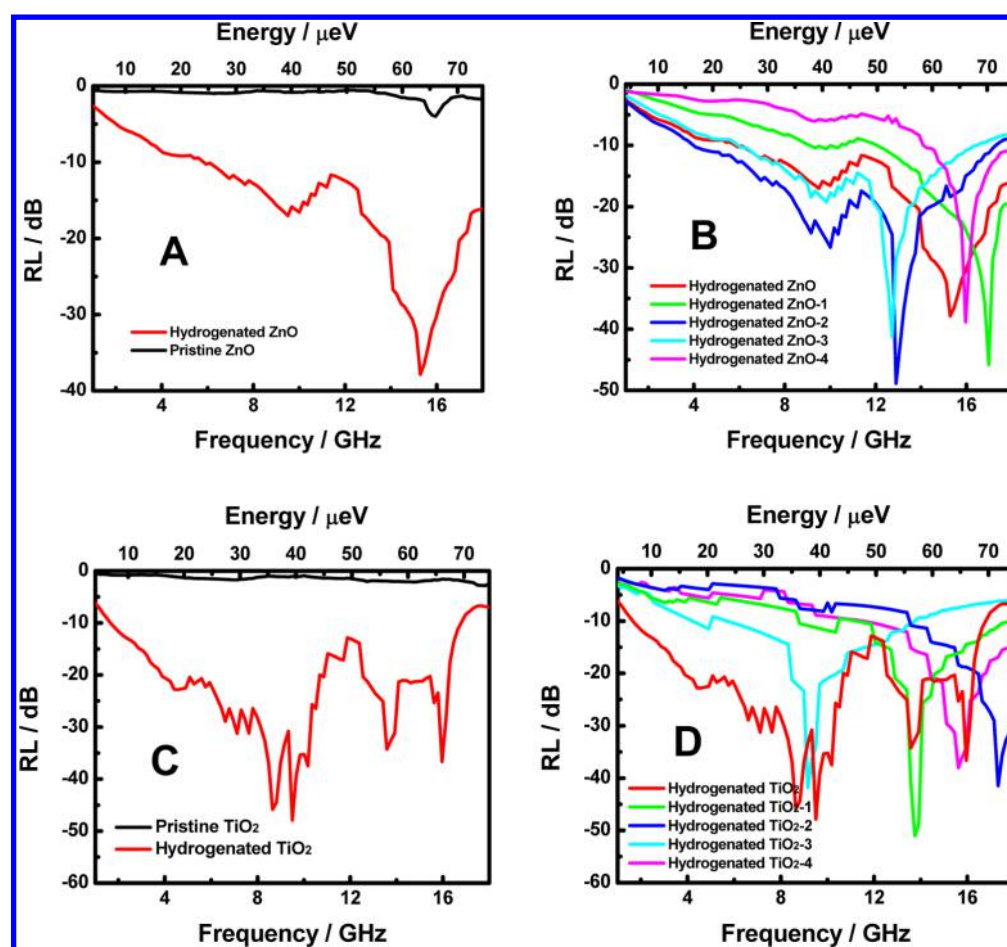 Energy / μeV
10 20 30 40 50 60 70
0
-10
-20
-30
-40
RL / dB
A
Hydrogenated ZnO
Pristine ZnO
4 8 12 16
Frequency / GHz
Energy / μeV
10 20 30 40 50 60 70
0
-10
-20
-30
-40
-50
RL / dB
B
Hydrogenated ZnO
Hydrogenated ZnO-1
Hydrogenated ZnO-2
Hydrogenated ZnO-3
Hydrogenated ZnO-4
4 8 12 16
Frequency / GHz
Energy / μeV
10 20 30 40 50 60 70
0
-10
-20
-30
-40
-50
-60
RL / dB
C
Pristine TiO₂
Hydrogenated TiO₂
4 8 12 16
Frequency / GHz
Energy / μeV
10 20 30 40 50 60 70
0
-10
-20
-30
-40
-50
-60
RL / dB
D
Hydrogenated TiO₂
Hydrogenated TiO₂-1
Hydrogenated TiO₂-2
Hydrogenated TiO₂-3
Hydrogenated TiO₂-4
4 8 12 16
Frequency / GHz